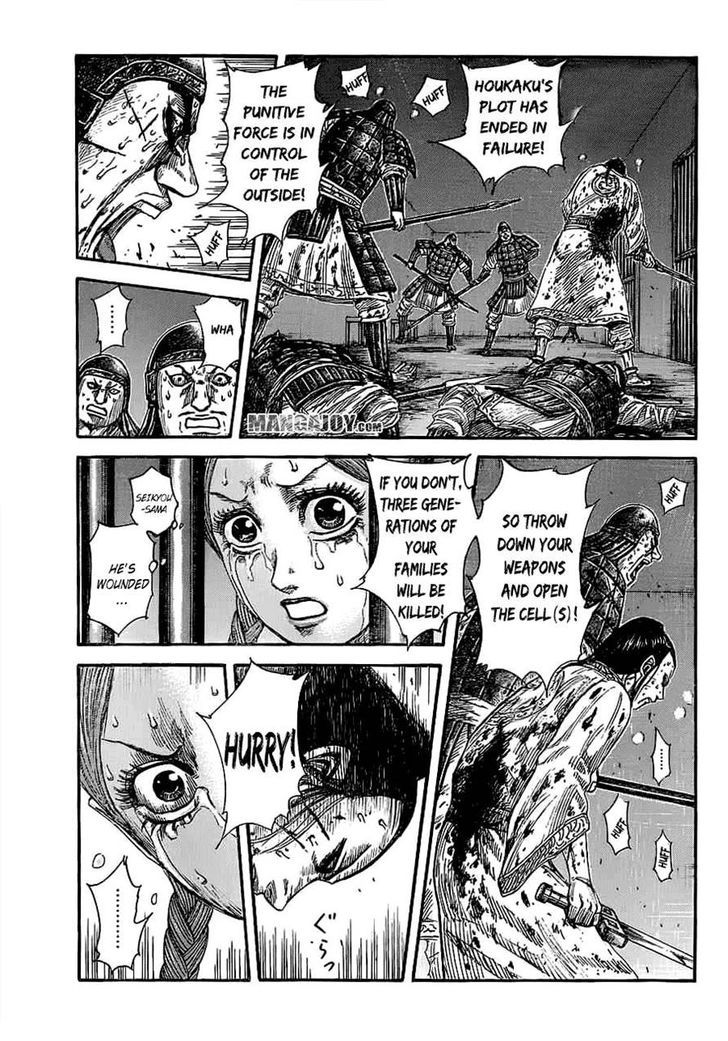 HOUKAKU'S
PLOT HAS
ENDED IN
FAILURE!
HUFF
HUFF
THE
PUNITIVE
FORCE IS IN
CONTROL
OF THE
OUTSIDE!
HUFF
WHA
......
MANGAJOY.COM
HUFF
SO THROW
DOWN YOUR
WEAPONS
AND OPEN
THE CELL(S)!
IF YOU DON'T,
THREE GENE-
RATIONS OF
YOUR
FAMILIES
WILL BE
KILLED!
SEIKYOU
-SAMA
HE'S
WOUNDED
...
......
HUFF
HUFF
HURRY!
ぐらっ
......